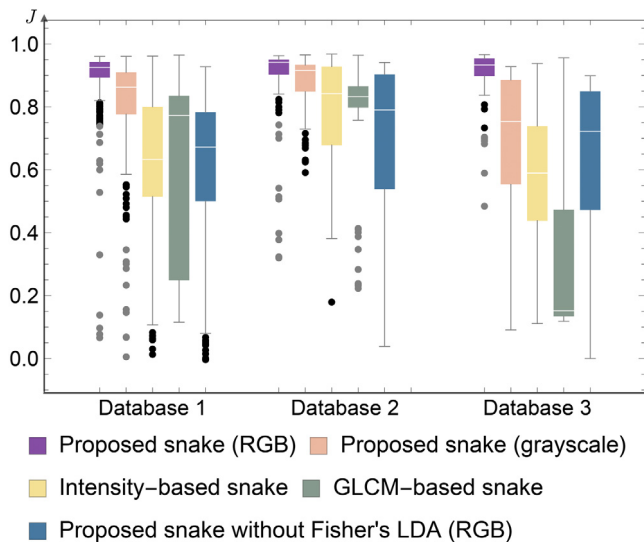 J
1.0
0.8
0.6
0.4
0.2
0.0
Database 1 Database 2 Database 3
Proposed snake (RGB) Proposed snake (grayscale)
Intensity−based snake GLCM−based snake
Proposed snake without Fisher's LDA (RGB)